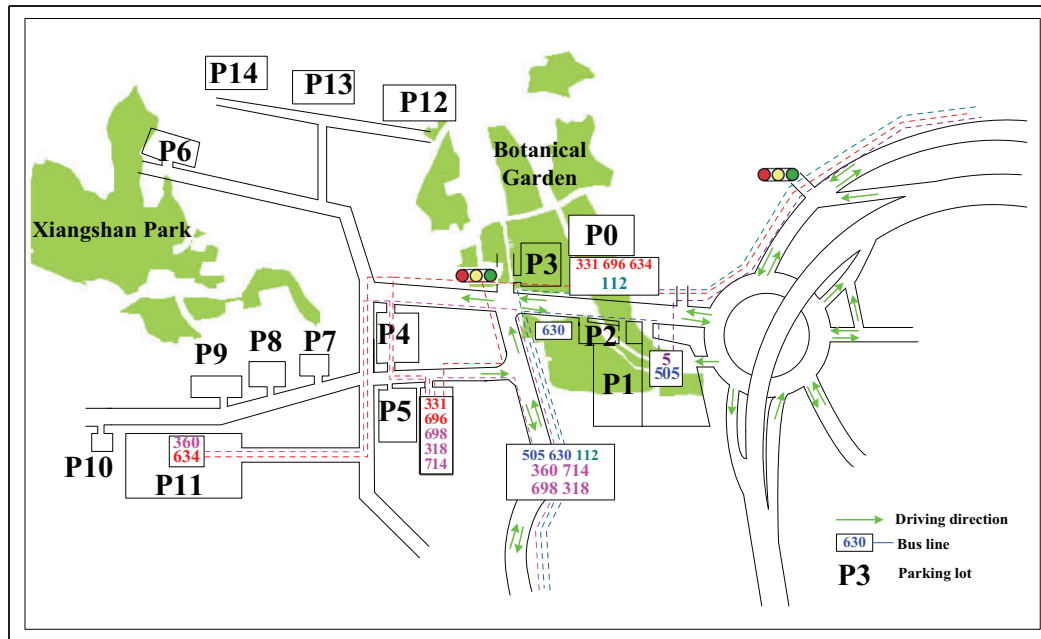 P14
P13
P12
P6
Botanical
Garden
Xiangshan Park
P0
P3
331 696 634
112
P4
630
P2
5
505
P9
P8
P7
P1
P5
331
696
698
318
714
P10
360
634
P11
505 630 112
360 714
698 318
Driving direction
630
Bus line
P3
Parking lot